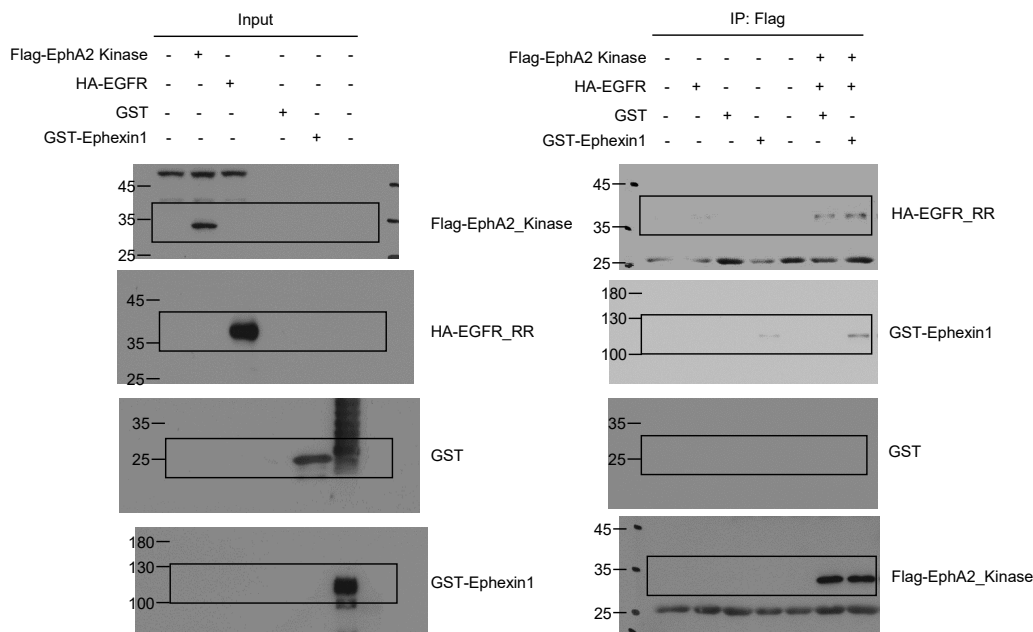 Input
Flag-EphA2 Kinase - + - - - -
HA-EGFR - - + - - -
GST - - - + - -
GST-Ephexin1 - - - - + -
45
35
25
Flag-EphA2_Kinase
45
35
25
HA-EGFR_RR
35
25
GST
180
130
100
GST-Ephexin1
IP: Flag
Flag-EphA2 Kinase - - - - - + +
HA-EGFR - + - - - + +
GST - - + - - + -
GST-Ephexin1 - - - + - - +
45
35
25
HA-EGFR_RR
180
130
100
GST-Ephexin1
35
25
GST
45
35
25
Flag-EphA2_Kinase